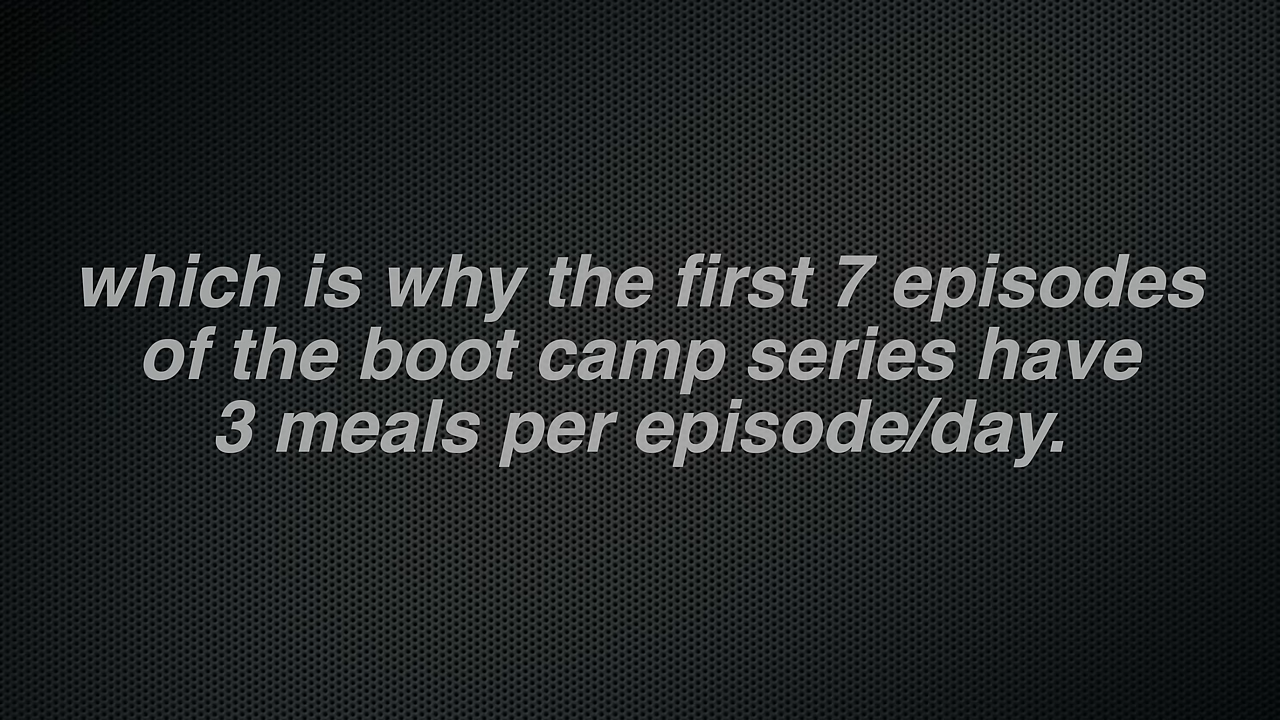 which is why the first 7 episodes
of the boot camp series have
3 meals per episode/day.